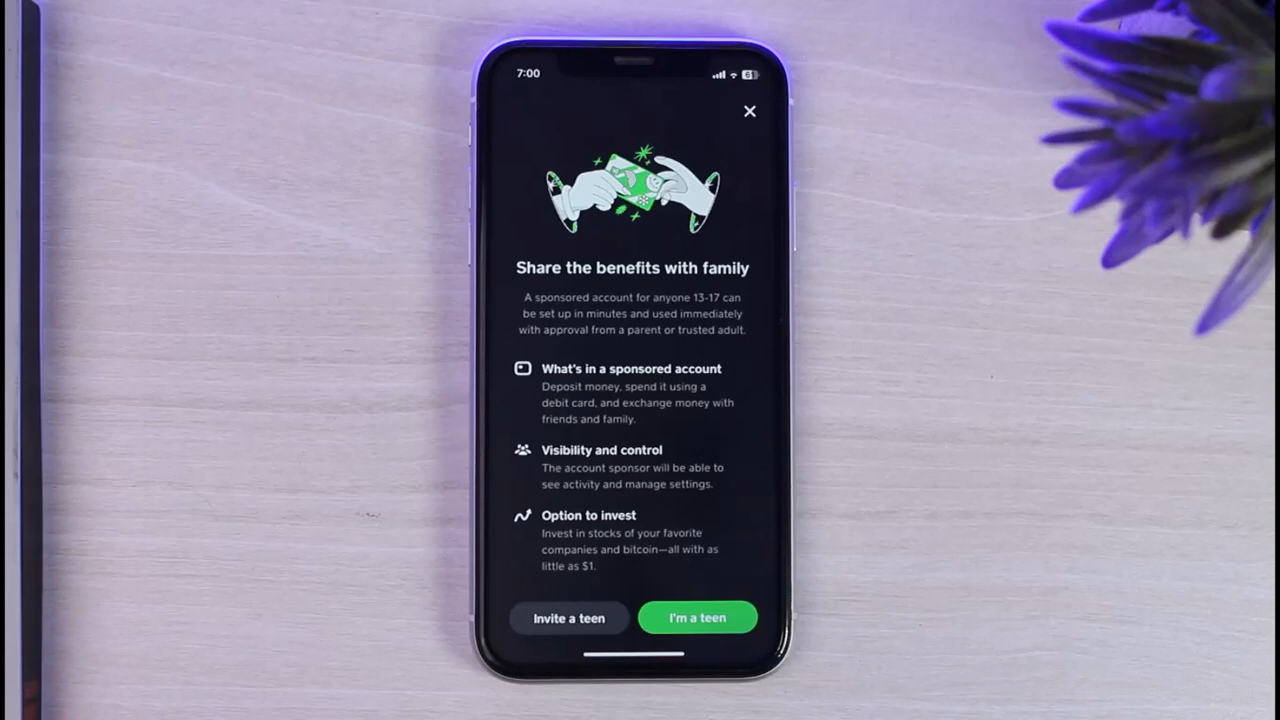 7:00
Share the benefits with family
A sponsored account for anyone 13-17 can
be set up in minutes and used immediately
with approval from a parent or trusted adult.
What's in a sponsored account
Deposit money, spend it using a
debit card, and exchange money with
friends and family.
Visibility and control
The account sponsor will be able to
see activity and manage settings.
Option to invest
Invest in stocks of your favorite
companies and bitcoin—all with as
little as $1.
Invite a teen
I'm a teen